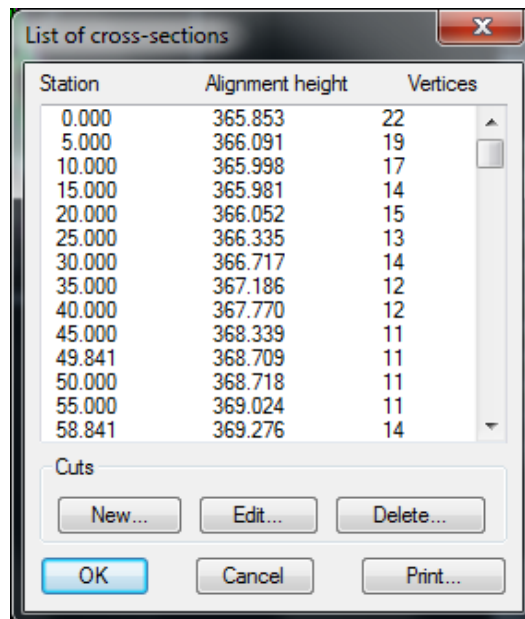 List of cross-sections
Station Alignment height Vertices
0.000 365.853 22
5.000 366.091 19
10.000 365.998 17
15.000 365.981 14
20.000 366.052 15
25.000 366.335 13
30.000 366.717 14
35.000 367.186 12
40.000 367.770 12
45.000 368.339 11
49.841 368.709 11
50.000 368.718 11
55.000 369.024 11
58.841 369.276 14
Cuts
New... Edit... Delete...
OK Cancel Print...